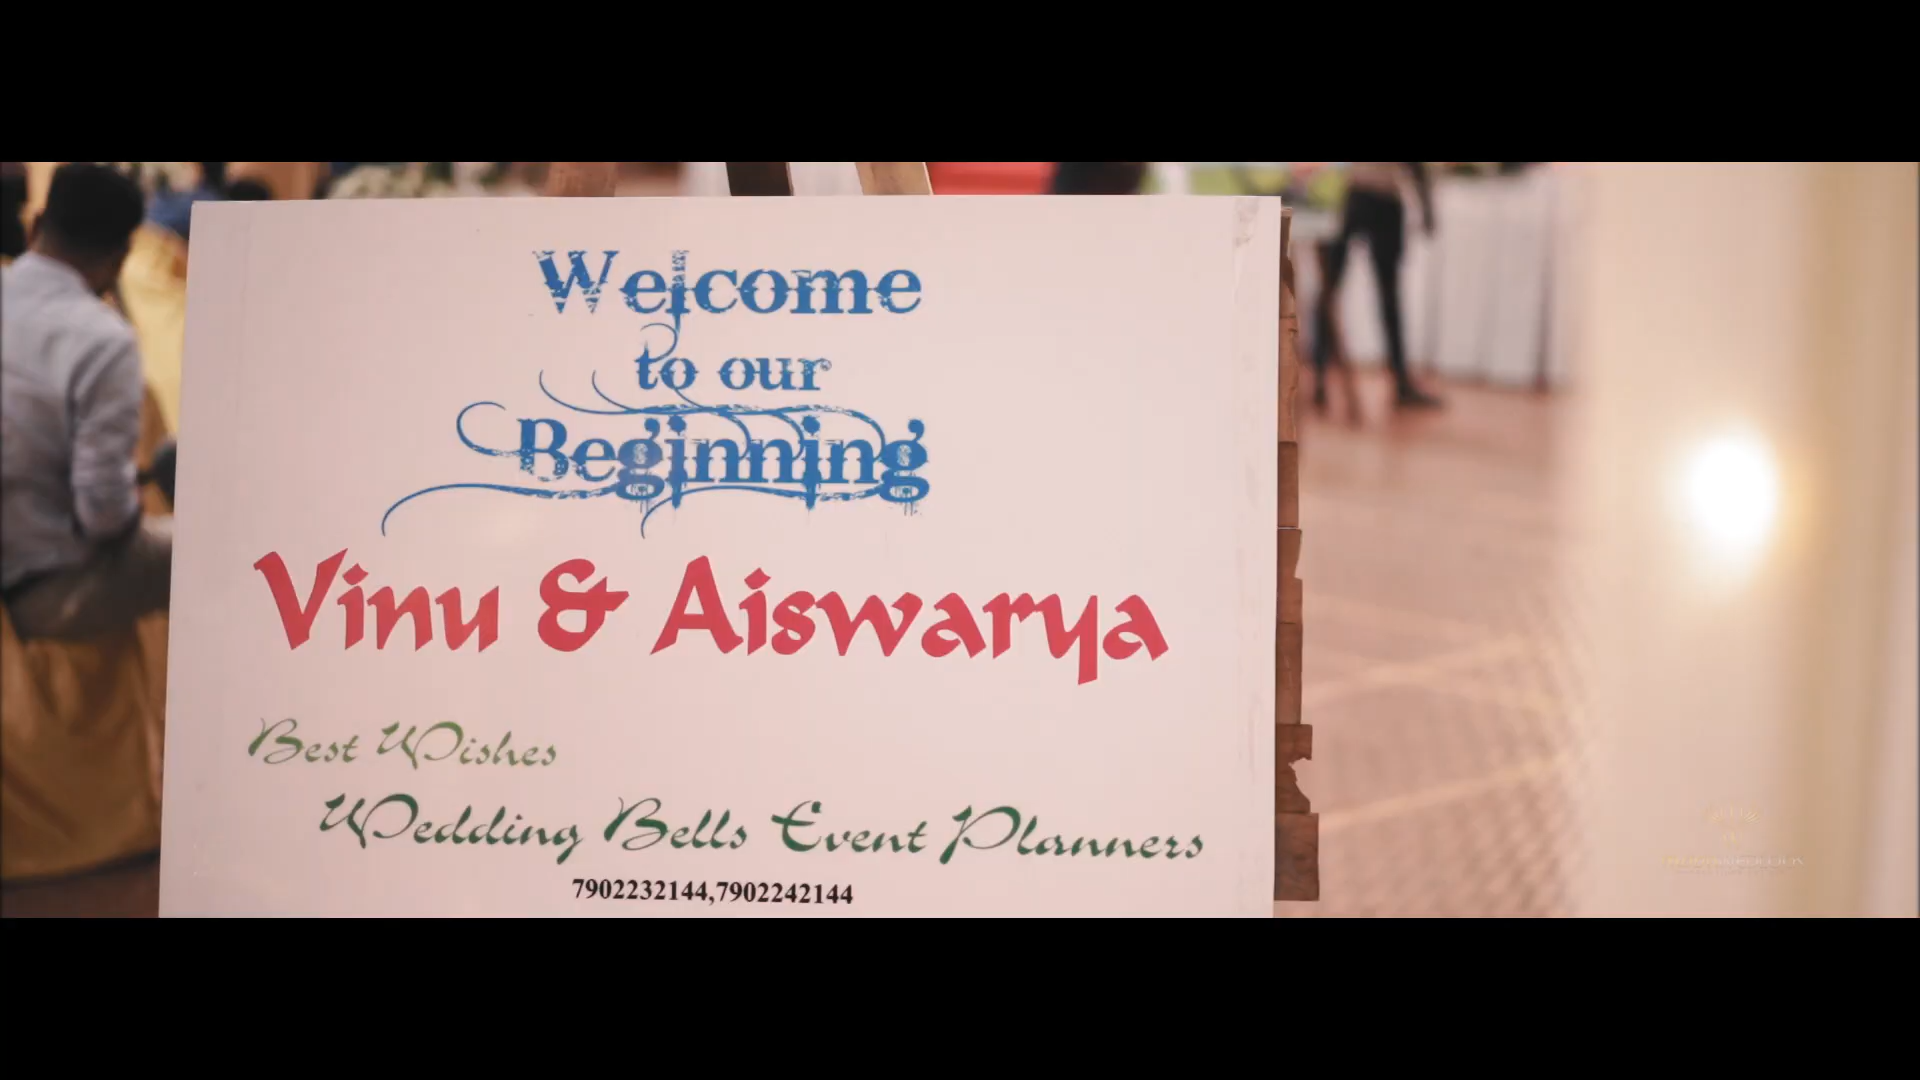 Welcome
to our
Beginning
Vinu & Aiswarya
Best Wishes
Wedding Bells Event Planners
7902232144,7902242144